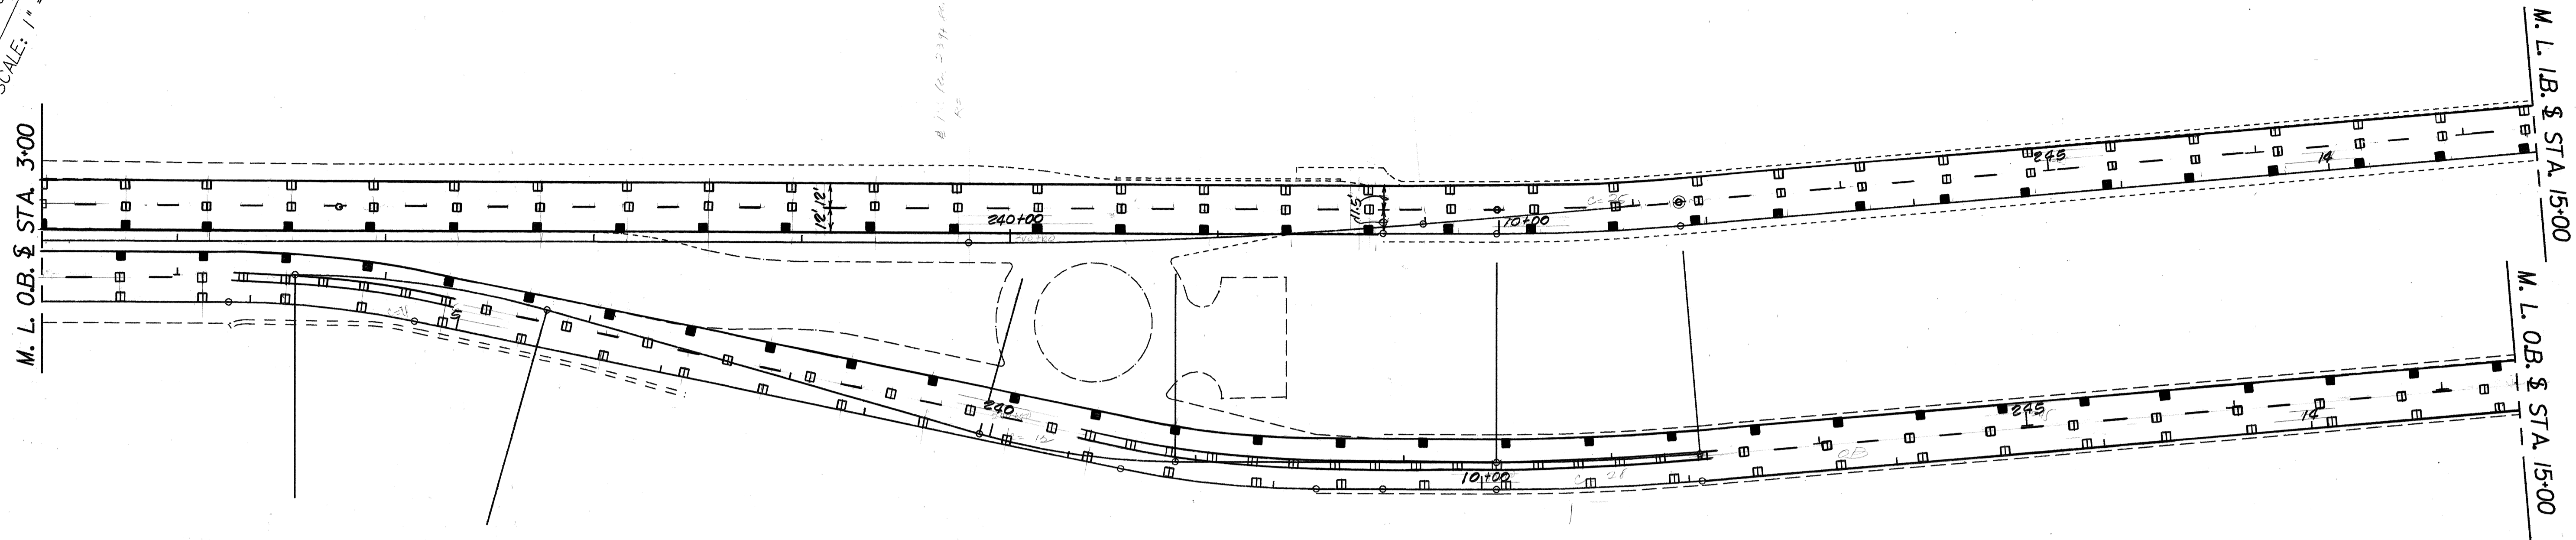 SCALE: 1" =
M. L. O.B. ⅊ STA. 3+00
12' 12'
240+00
11.5'
10+00
245
14
M. L. I.B. ⅊ STA. 15+00
5
240
10+00
245
14
OB
M. L. O.B. ⅊ STA. 15+00